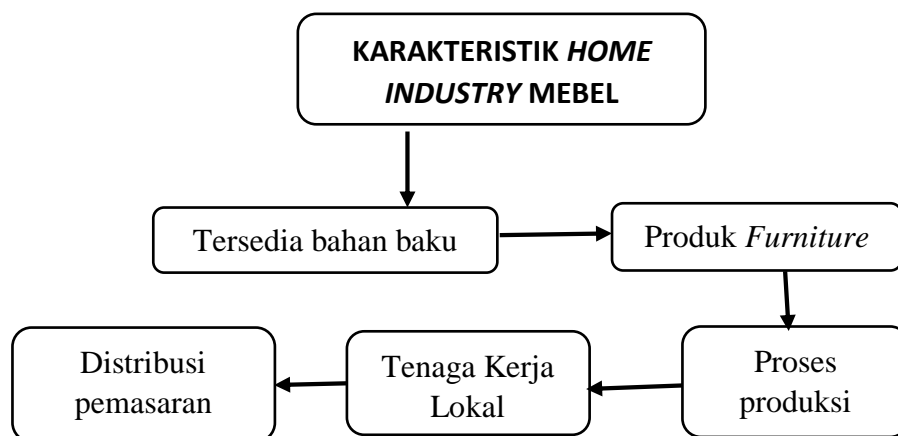 KARAKTERISTIK HOME
INDUSTRY MEBEL
Tersedia bahan baku
Produk Furniture
Proses
produksi
Tenaga Kerja
Lokal
Distribusi
pemasaran